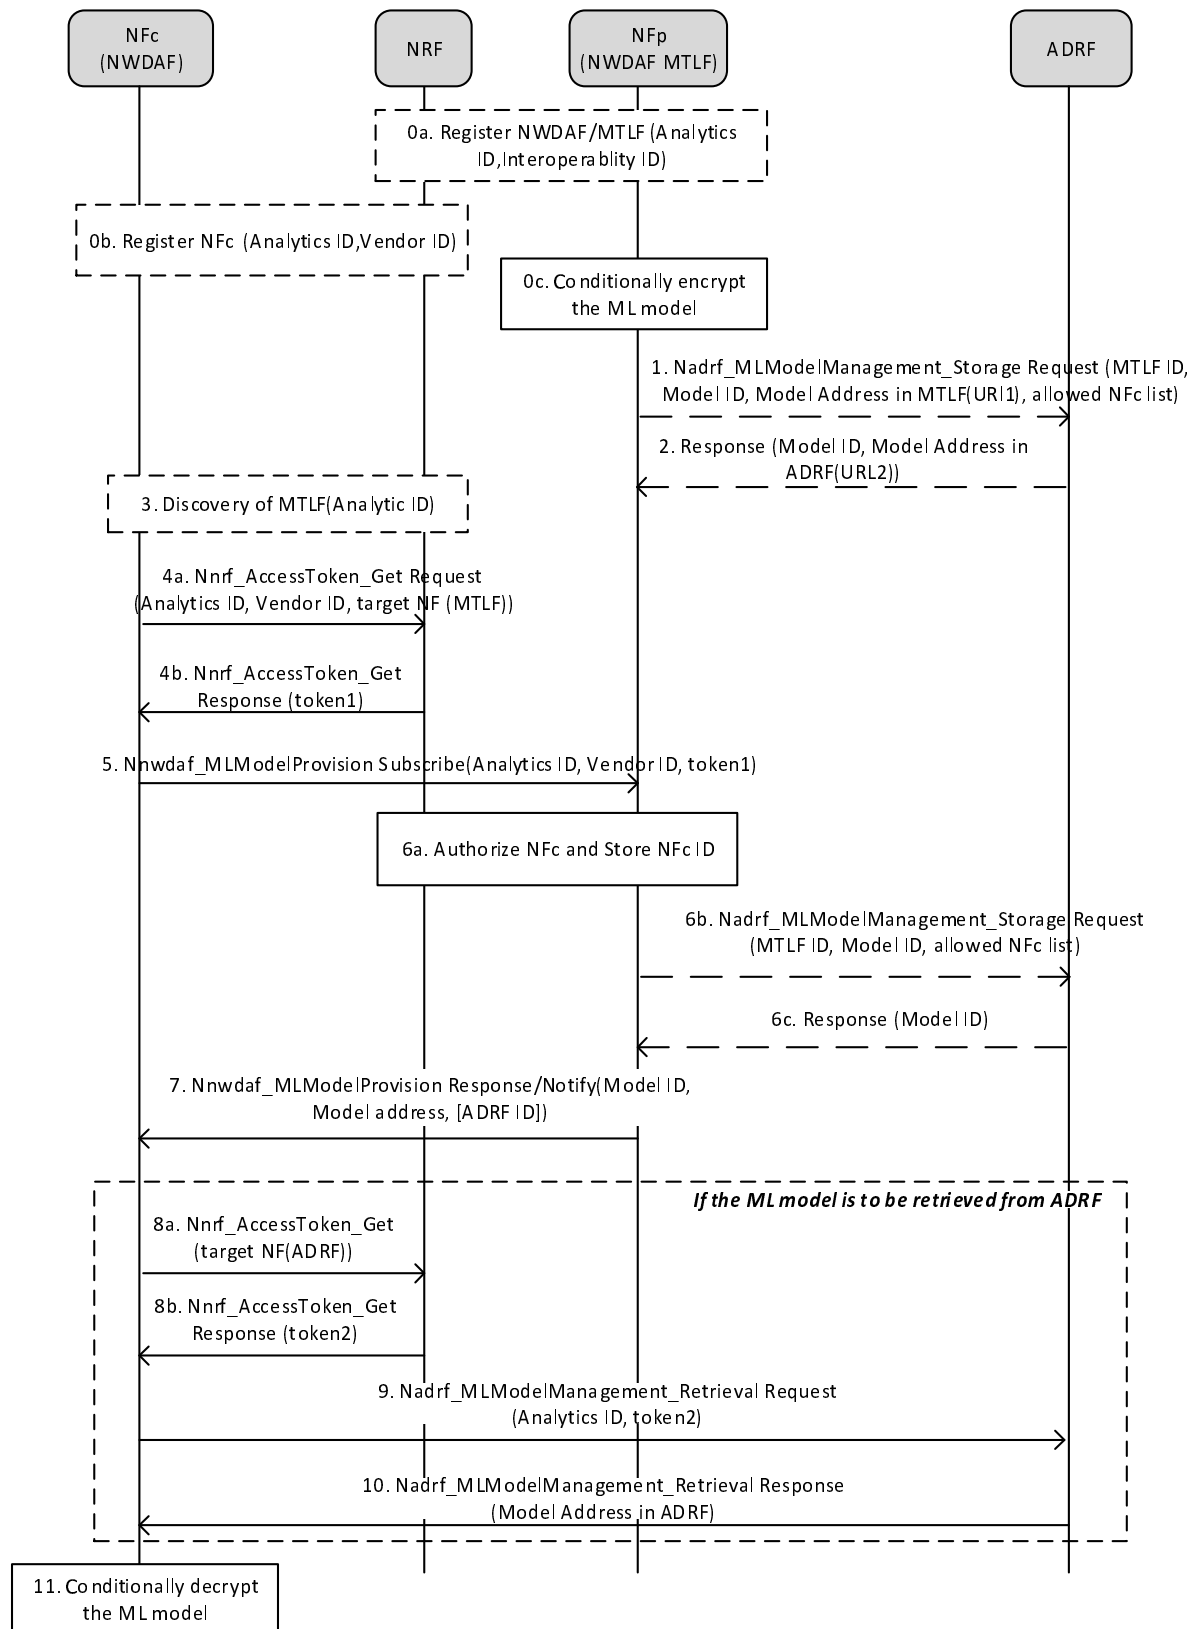 NFc
(NWDAF)
NRF
NFp
(NWDAF MTLF)
ADRF
0a. Register NWDAF/MTLF (Analytics
ID,Interoperablity ID)
0b. Register NFc (Analytics ID,Vendor ID)
0c. Conditionally encrypt
the ML model
1. Nadrf_MLModelManagement_Storage Request (MTLF ID,
Model ID, Model Address in MTLF(URl1), allowed NFc list)
2. Response (Model ID, Model Address in
ADRF(URL2))
3. Discovery of MTLF(Analytic ID)
4a. Nnrf_AccessToken_Get Request
(Analytics ID, Vendor ID, target NF (MTLF))
4b. Nnrf_AccessToken_Get
Response (token1)
5. Nnwdaf_MLModelProvision Subscribe(Analytics ID, Vendor ID, token1)
6a. Authorize NFc and Store NFc ID
6b. Nadrf_MLModelManagement_Storage Request
(MTLF ID, Model ID, allowed NFc list)
6c. Response (Model ID)
7. Nnwdaf_MLModelProvision Response/Notify(Model ID,
Model address, [ADRF ID])
If the ML model is to be retrieved from ADRF
8a. Nnrf_AccessToken_Get
(target NF(ADRF))
8b. Nnrf_AccessToken_Get
Response (token2)
9. Nadrf_MLModelManagement_Retrieval Request
(Analytics ID, token2)
10. Nadrf_MLModelManagement_Retrieval Response
(Model Address in ADRF)
11. Conditionally decrypt
the ML model